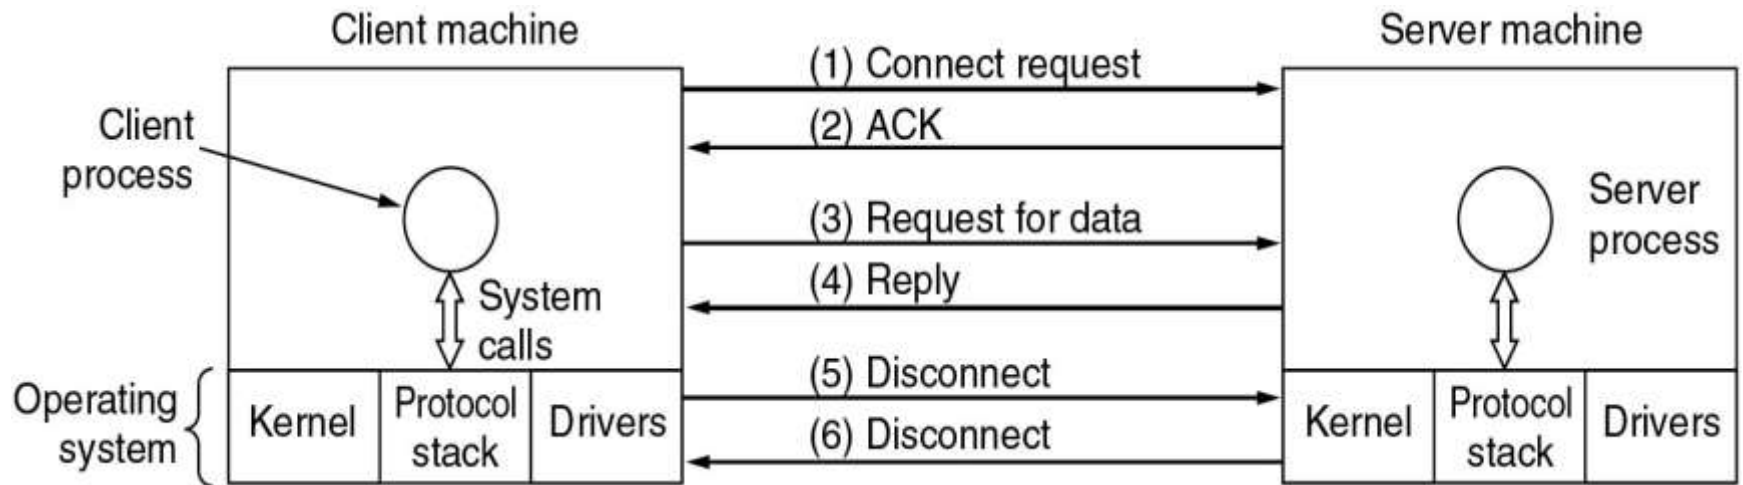 Client machine
Server machine
(1) Connect request
Client
process
(2) ACK
(3) Request for data
Server
process
(4) Reply
System
calls
(5) Disconnect
Operating
system
Kernel
Protocol
stack
Drivers
(6) Disconnect
Kernel
Protocol
stack
Drivers